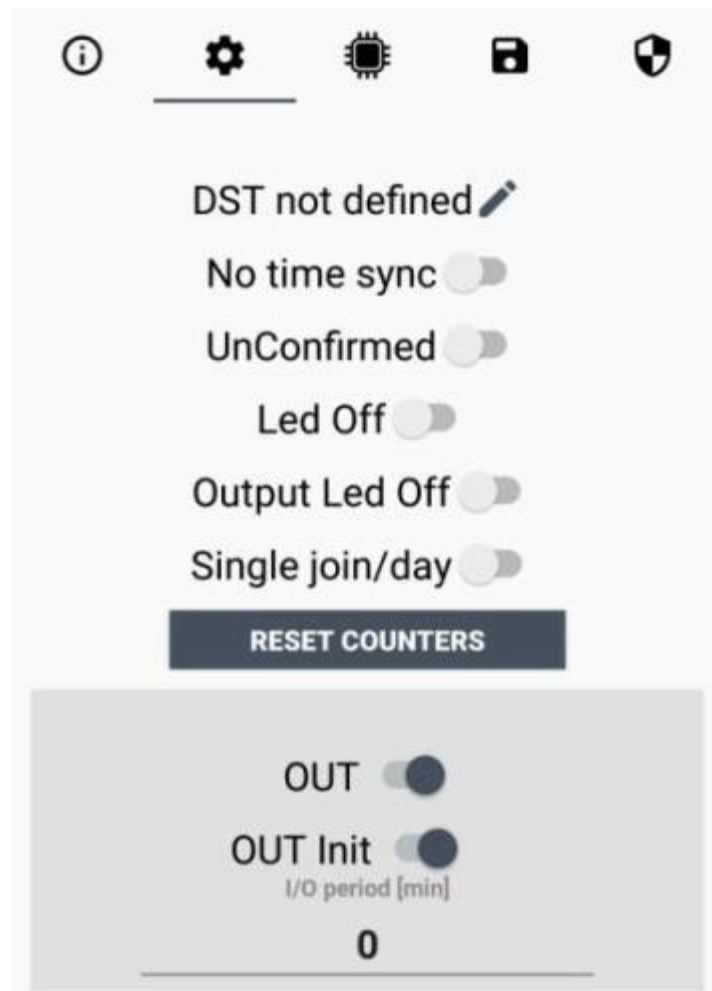 DST not defined
No time sync
UnConfirmed
Led Off
Output Led Off
Single join/day
RESET COUNTERS
OUT
OUT Init
I/O period [min]
0